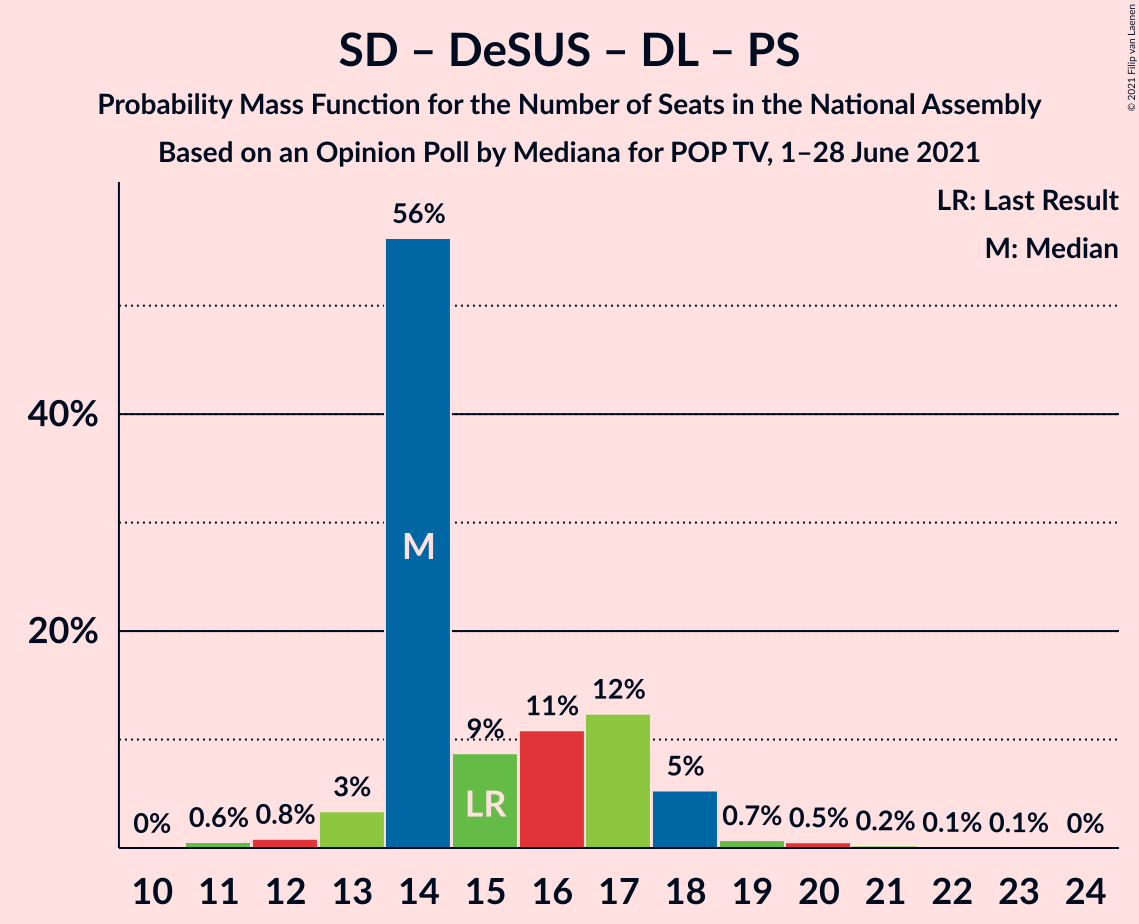 SD – DeSUS – DL – PS
Probability Mass Function for the Number of Seats in the National Assembly
Based on an Opinion Poll by Mediana for POP TV, 1–28 June 2021
© 2021 Filip van Laenen
LR: Last Result
M: Median
40%
20%
0%
0.6%
0.8%
3%
56%
9%
11%
12%
5%
0.7%
0.5%
0.2%
0.1%
0.1%
0%
M
LR
10 11 12 13 14 15 16 17 18 19 20 21 22 23 24